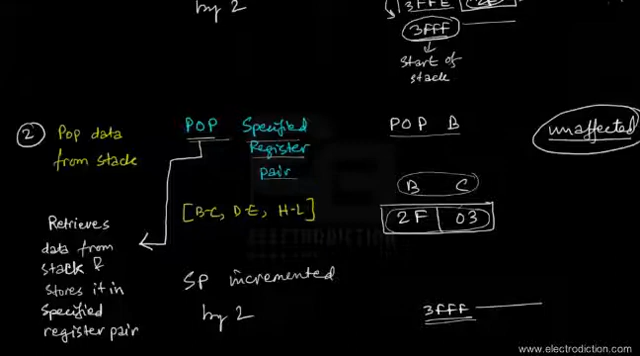 by 2
3FFE
3FFF
Start of
stack
2
Pop data
from stack
POP Specified
Register
pair
POP B
unaffected
B C
[B-C, D-E, H-L]
2F 03
Retrieves
data from
stack &
stores it in
specified
register pair
SP incremented
by 2
3FFF
ELECTRODICTION
www.electrodiction.com